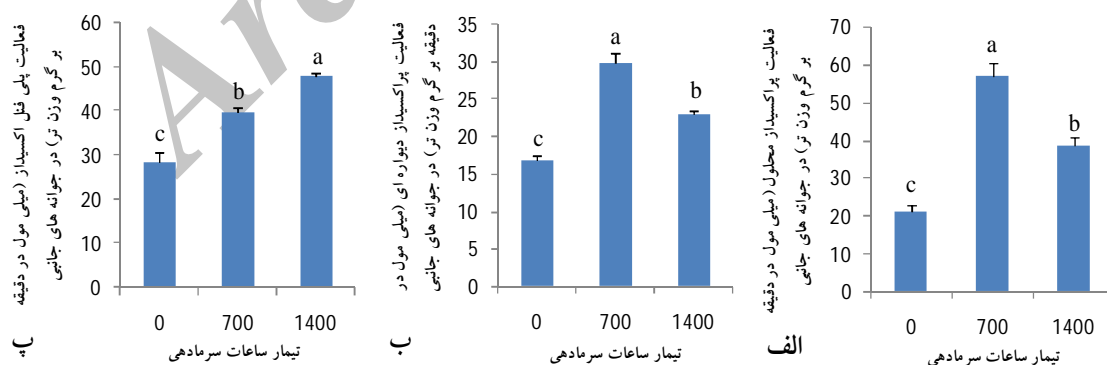 فعالیت پراکسیداز محلول (میلی مول در دقیقه
بر گرم وزن تر) در جوانه های جانبی
70
60
50
40
30
20
10
0
a
b
c
0 700 1400
تیمار ساعات سرمادهی
الف
فعالیت پراکسیداز دیواره ای (میلی مول در
دقیقه بر گرم وزن تر) در جوانه های جانبی
35
30
25
20
15
10
5
0
a
b
c
0 700 1400
تیمار ساعات سرمادهی
ب
فعالیت پلی فنل اکسیداز (میلی مول در دقیقه
بر گرم وزن تر) در جوانه های جانبی
60
50
40
30
20
10
0
a
b
c
0 700 1400
تیمار ساعات سرمادهی
پ